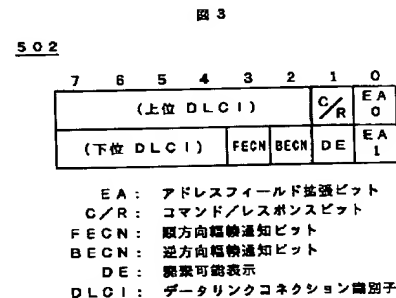 図3
502
7 6 5 4 3 2 1 0
(上位 DLCI) C/R EA 0
(下位 DLCI) FECN BECN DE EA 1
EA: アドレスフィールド拡張ビット
C/R: コマンド/レスポンスビット
FECN: 順方向輻輳通知ビット
BECN: 逆方向輻輳通知ビット
DE: 廃棄可能表示
DLCI: データリンクコネクション識別子